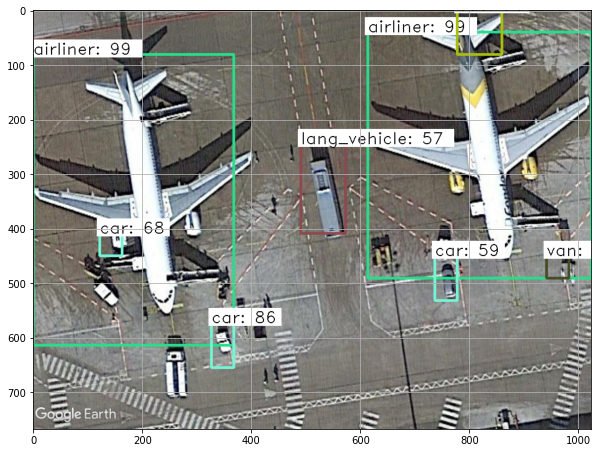 0
200
400
600
800
1000
0
100
200
300
400
500
600
700
airliner: 99
airliner: 99
lang_vehicle: 57
car: 68
car: 59
van:
car: 86
Google Earth